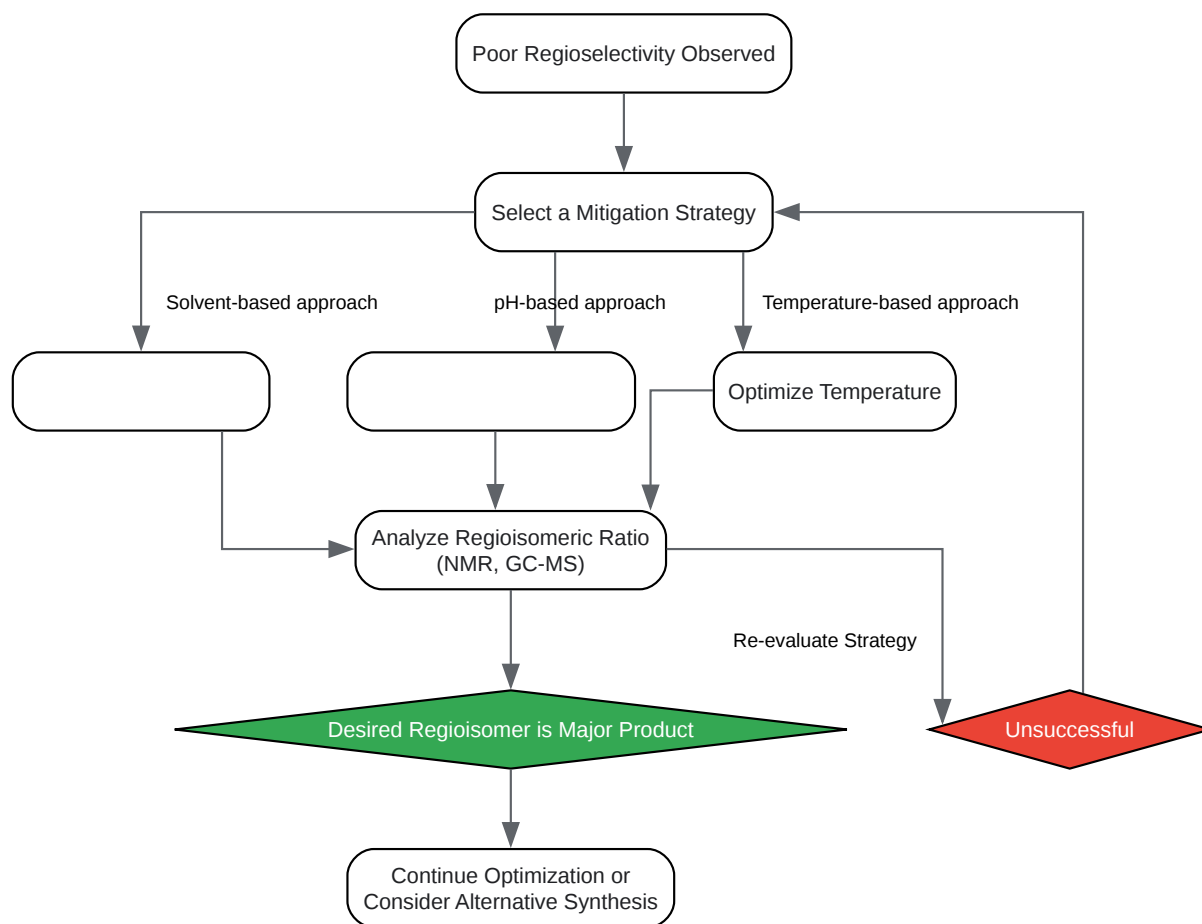 Poor Regioselectivity Observed
Select a Mitigation Strategy
Solvent-based approach
pH-based approach
Temperature-based approach
Optimize Temperature
Analyze Regioisomeric Ratio
(NMR, GC-MS)
Re-evaluate Strategy
Desired Regioisomer is Major Product
Unsuccessful
Continue Optimization or
Consider Alternative Synthesis